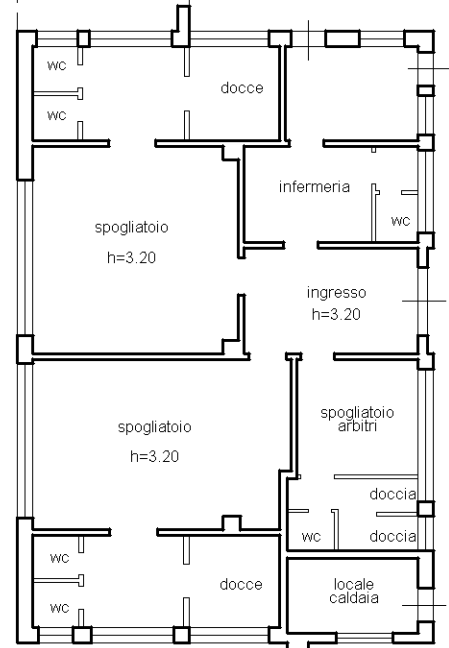 wc
docce
wc
infermeria
wc
spogliatoio
h=3.20
ingresso
h=3.20
spogliatoio
arbitri
spogliatoio
h=3.20
doccia
wc
doccia
wc
docce
wc
locale
caldaia